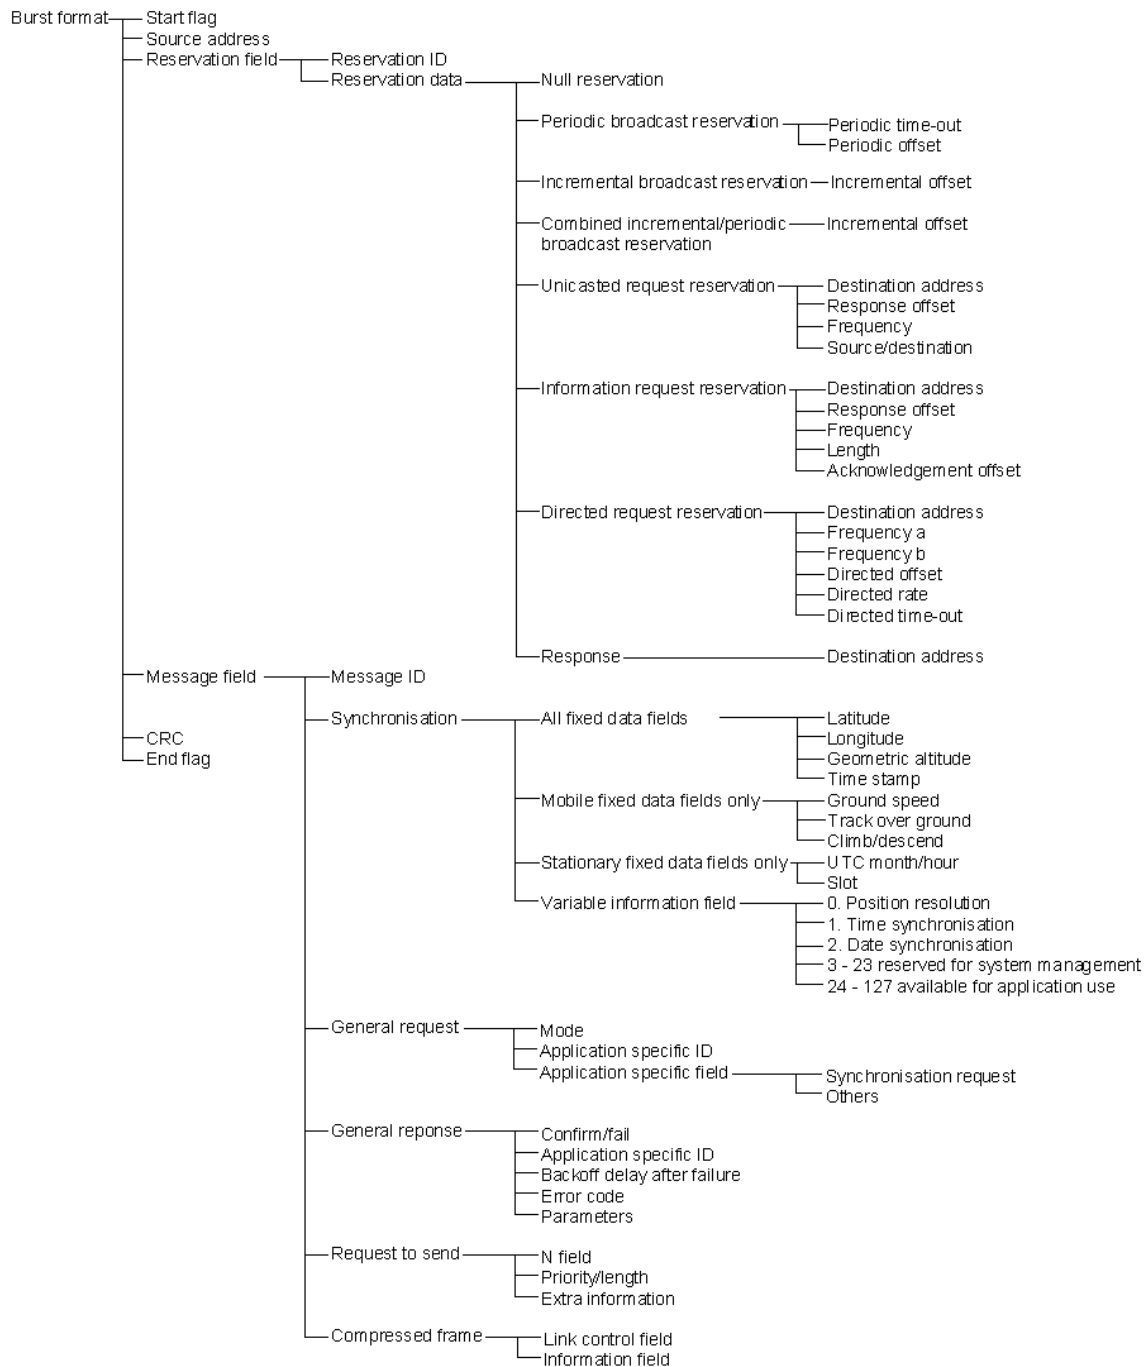 Burst format
Start flag
Source address
Reservation field
Reservation ID
Reservation data
Null reservation
Periodic broadcast reservation
Periodic time-out
Periodic offset
Incremental broadcast reservation
Incremental offset
Combined incremental/periodic
broadcast reservation
Incremental offset
Unicasted request reservation
Destination address
Response offset
Frequency
Source/destination
Information request reservation
Destination address
Response offset
Frequency
Length
Acknowledgement offset
Directed request reservation
Destination address
Frequency a
Frequency b
Directed offset
Directed rate
Directed time-out
Response
Destination address
Message field
Message ID
Synchronisation
All fixed data fields
Latitude
Longitude
Geometric altitude
Time stamp
Mobile fixed data fields only
Ground speed
Track over ground
Climb/descend
Stationary fixed data fields only
UTC month/hour
Slot
Variable information field
0. Position resolution
1. Time synchronisation
2. Date synchronisation
3 - 23 reserved for system management
24 - 127 available for application use
General request
Mode
Application specific ID
Application specific field
Synchronisation request
Others
General reponse
Confirm/fail
Application specific ID
Backoff delay after failure
Error code
Parameters
Request to send
N field
Priority/length
Extra information
Compressed frame
Link control field
Information field
CRC
End flag